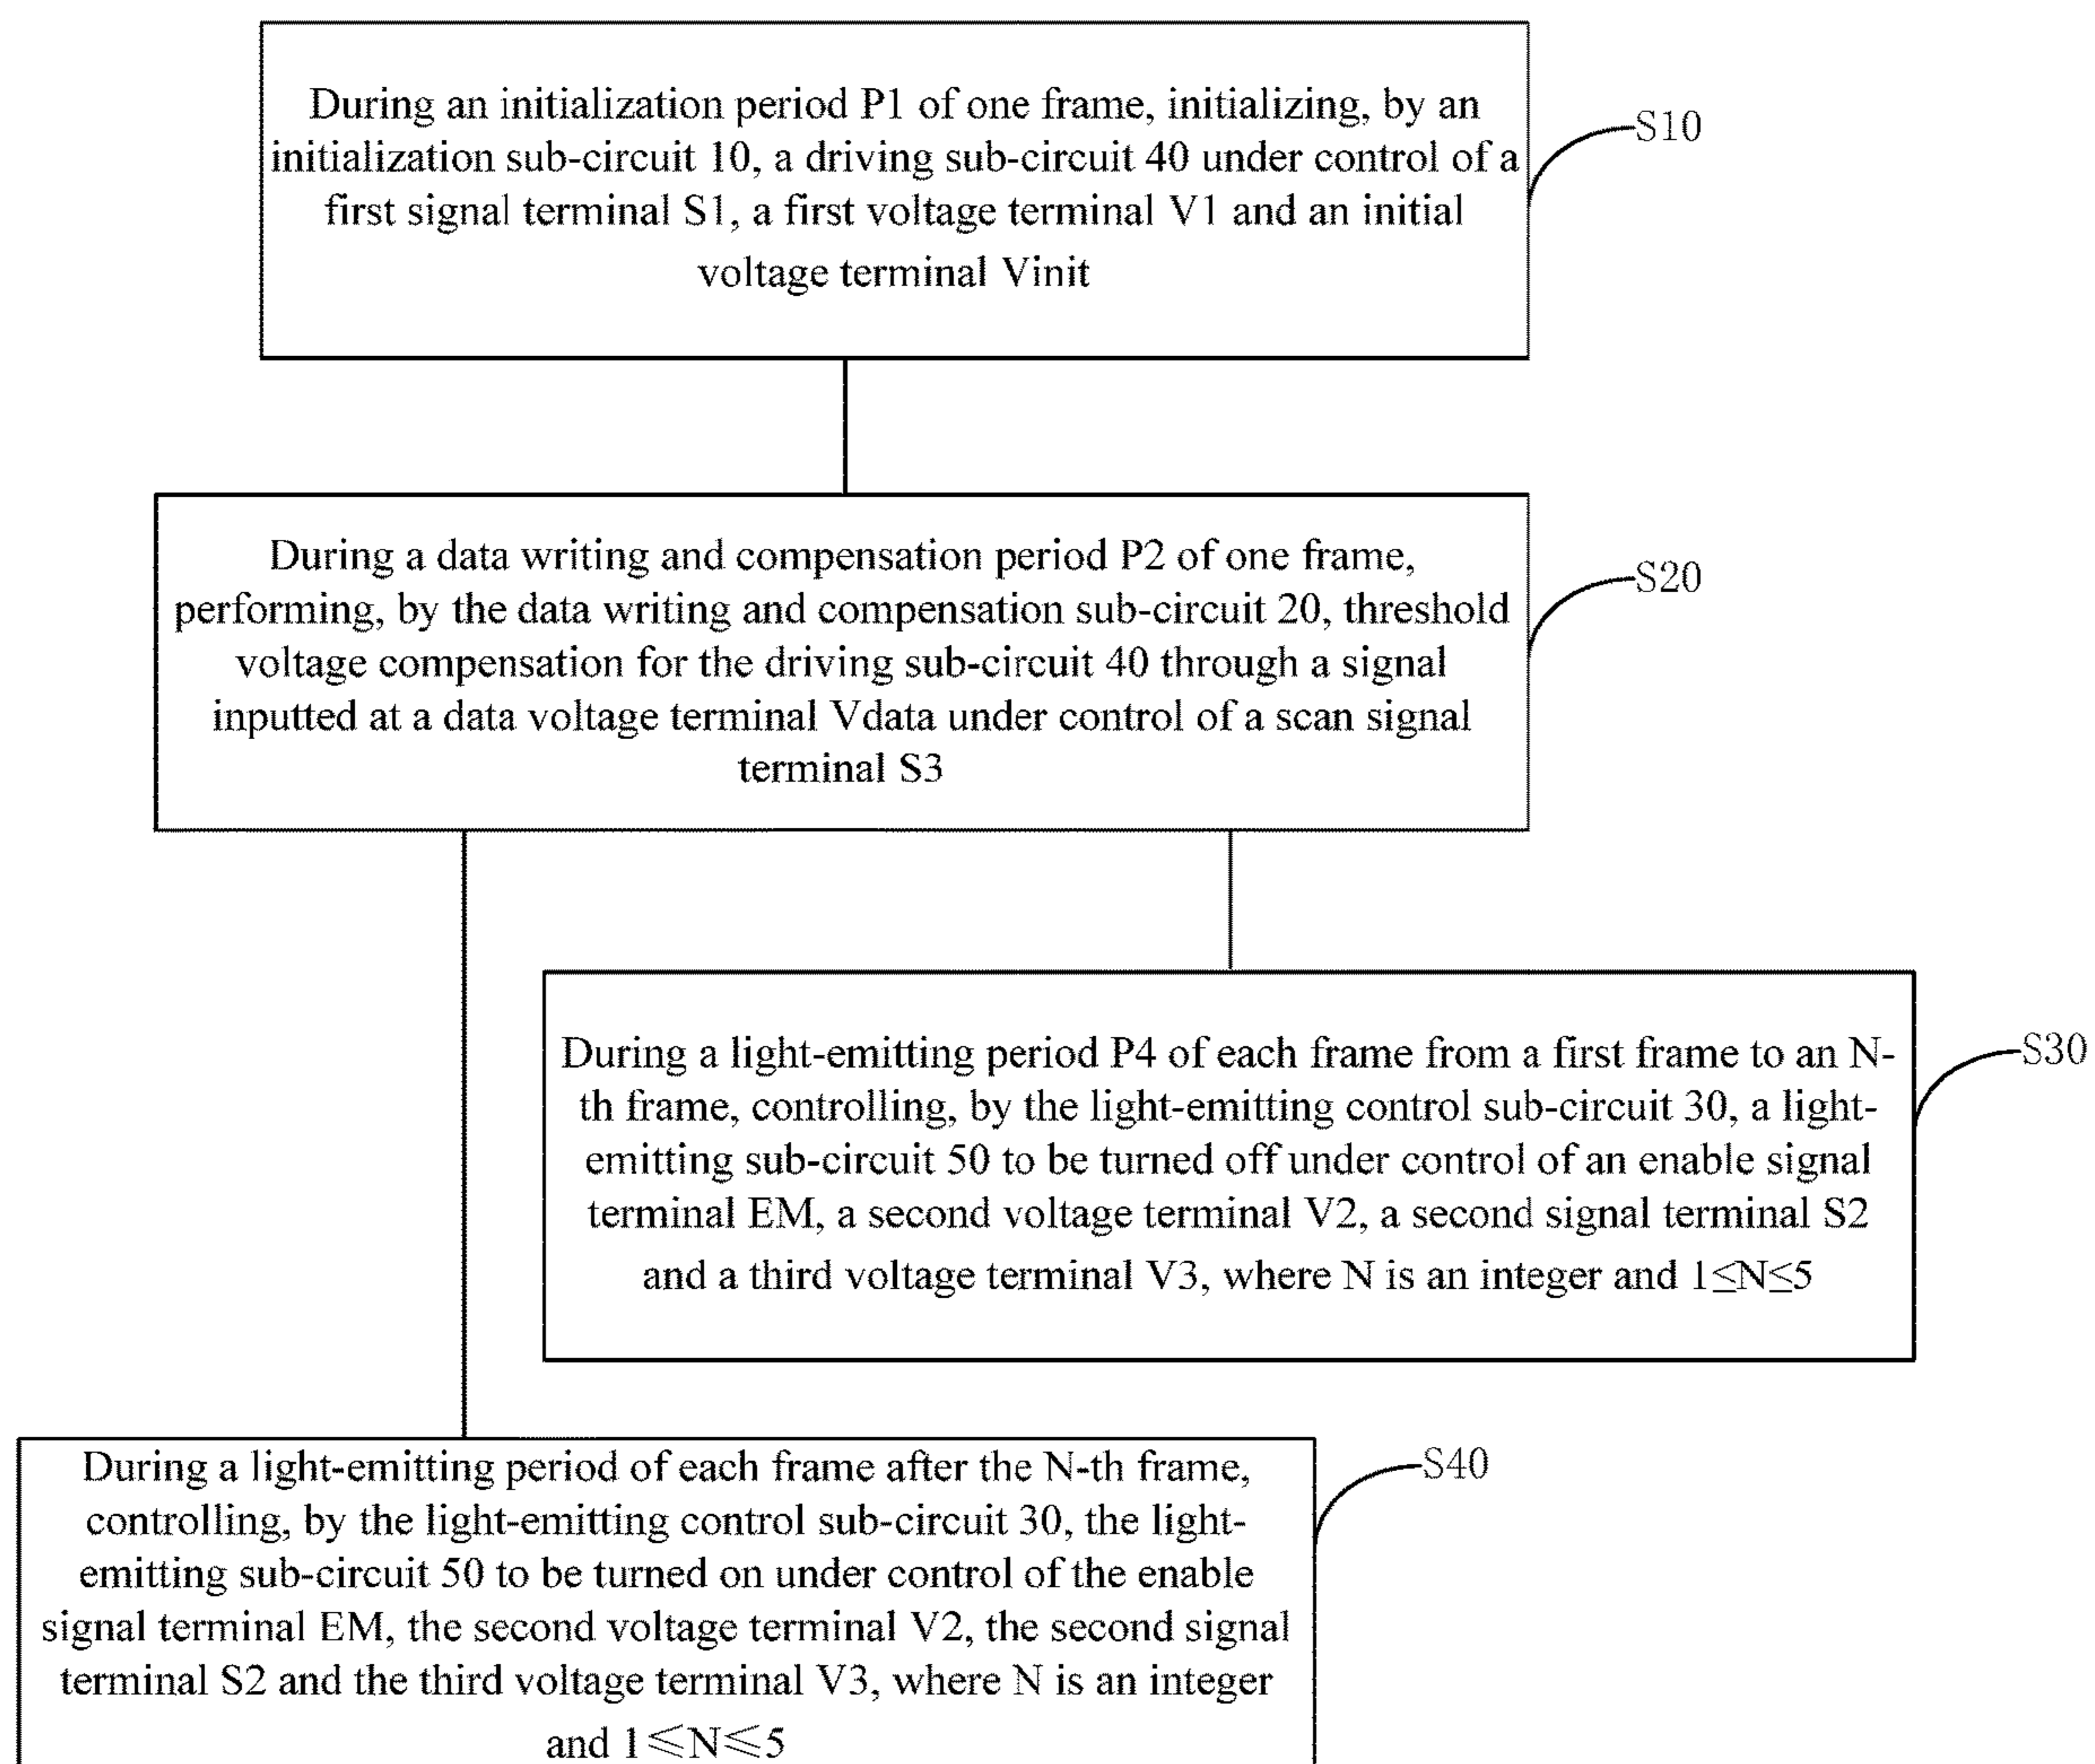 During an initialization period P1 of one frame, initializing, by an
initialization sub-circuit 10, a driving sub-circuit 40 under control of a
first signal terminal S1, a first voltage terminal V1 and an initial
voltage terminal Vinit
S10
During a data writing and compensation period P2 of one frame,
performing, by the data writing and compensation sub-circuit 20, threshold
voltage compensation for the driving sub-circuit 40 through a signal
inputted at a data voltage terminal Vdata under control of a scan signal
terminal S3
S20
During a light-emitting period P4 of each frame from a first frame to an N-
th frame, controlling, by the light-emitting control sub-circuit 30, a light-
emitting sub-circuit 50 to be turned off under control of an enable signal
terminal EM, a second voltage terminal V2, a second signal terminal S2
and a third voltage terminal V3, where N is an integer and 1≤N≤5
S30
During a light-emitting period of each frame after the N-th frame,
controlling, by the light-emitting control sub-circuit 30, the light-
emitting sub-circuit 50 to be turned on under control of the enable
signal terminal EM, the second voltage terminal V2, the second signal
terminal S2 and the third voltage terminal V3, where N is an integer
and 1≤N≤5
S40